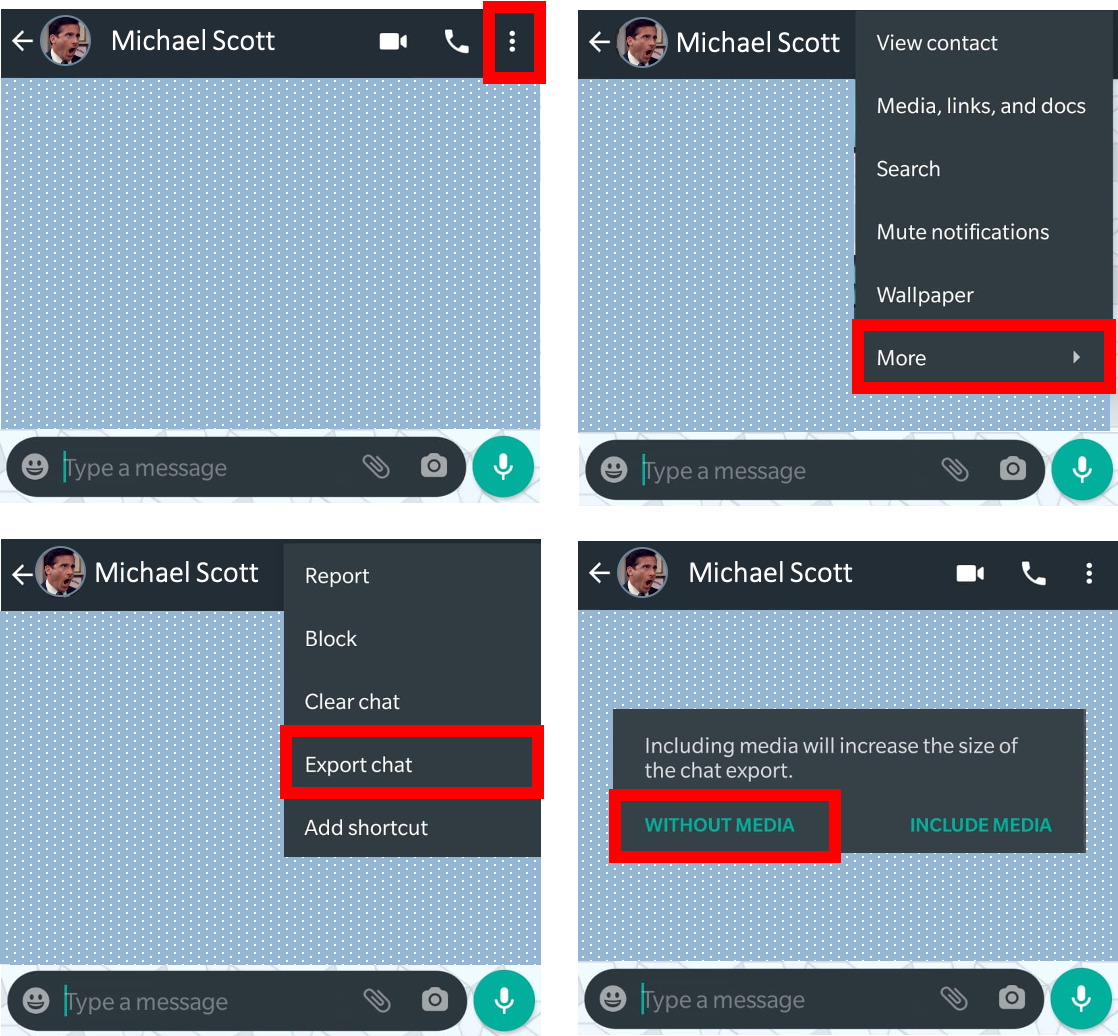 Michael Scott
Type a message
Michael Scott
View contact
Media, links, and docs
Search
Mute notifications
Wallpaper
More
Type a message
Michael Scott
Report
Block
Clear chat
Export chat
Add shortcut
Type a message
Michael Scott
Including media will increase the size of
the chat export.
WITHOUT MEDIA
INCLUDE MEDIA
Type a message